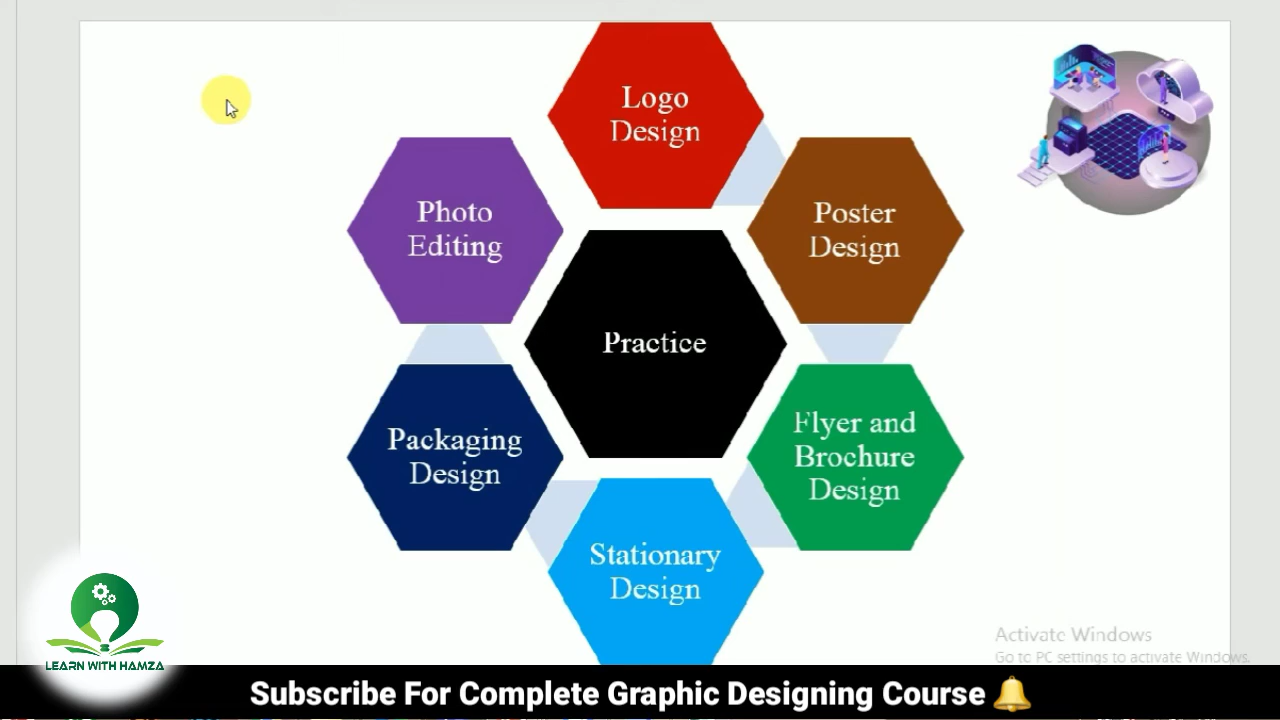 Logo
Design
Photo
Editing
Poster
Design
Practice
Packaging
Design
Flyer and
Brochure
Design
Stationary
Design
Activate Windows
Go to PC settings to activate Windows.
LEARN WITH HAMZA
Subscribe For Complete Graphic Designing Course